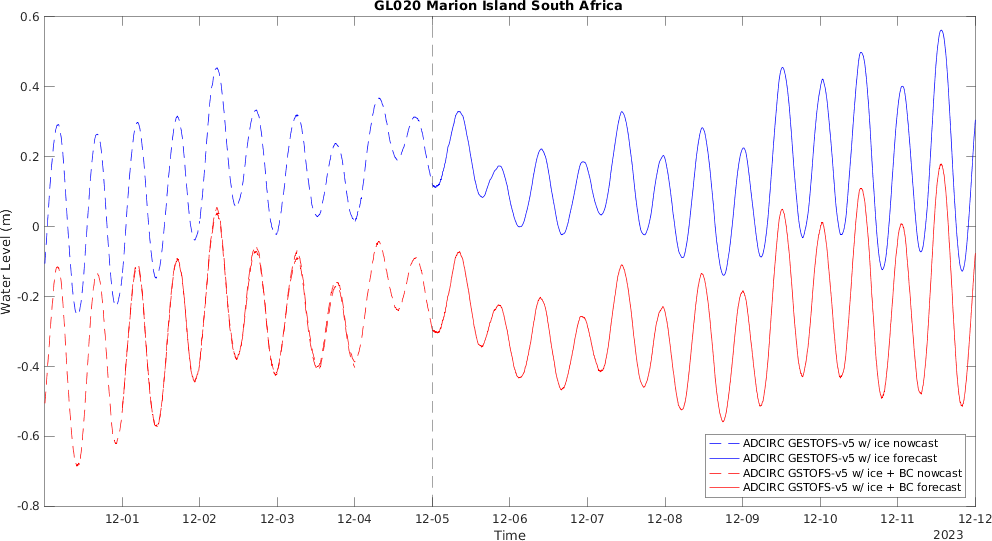 GL020 Marion Island South Africa
0.6
0.4
0.2
0
-0.2
-0.4
-0.6
-0.8
Water Level (m)
ADCIRC GESTOFS-v5 w/ ice nowcast
ADCIRC GESTOFS-v5 w/ ice forecast
ADCIRC GSTOFS-v5 w/ ice + BC nowcast
ADCIRC GSTOFS-v5 w/ ice + BC forecast
12-01 12-02 12-03 12-04 12-05 12-06 12-07 12-08 12-09 12-10 12-11 12-12
Time
2023